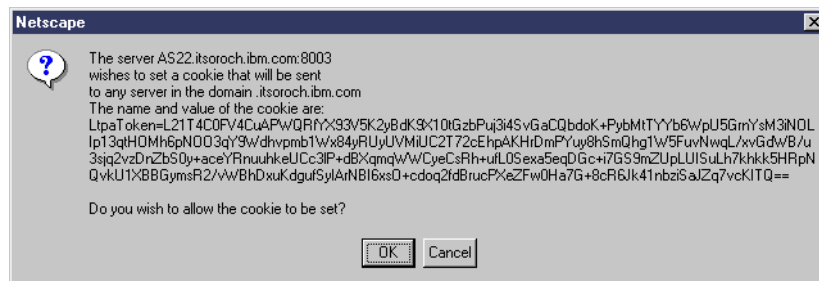 Netscape
The server AS22.itsoroch.ibm.com:8003
wishes to set a cookie that will be sent
to any server in the domain .itsoroch.ibm.com
The name and value of the cookie are:
LtpaToken=L21T4C0FV4CuAPWQRfYX93V5K2yBdK9X10tGzbPuj3i4SvGaCQbdoK+PybMtTYYb6WpU5GrnYsM3iNOL
Ip13qtHOMh6pNOO3qY9Wdhvpmb1Wx84yRUyUVMiUC2T72cEhpAKHrDmPYuy8hSmQhg1W5FuvNwqL/xvGdWB/u
3sjq2vzDnZbS0y+aceYRnuuhkeUCc3lP+dBXqmqWWCyeCsRh+ufL0Sexa5eqDGc+i7GS9mZUpLUISuLh7khkk5HRpN
QvkU1XBBGymsR2/vWBhDxuKdgufSylArNBl6xsO+cdoq2fdBrucPXeZFw0Ha7G+8cR6Jk41nbziSaJZq7vcKITQ==
Do you wish to allow the cookie to be set?
OK Cancel